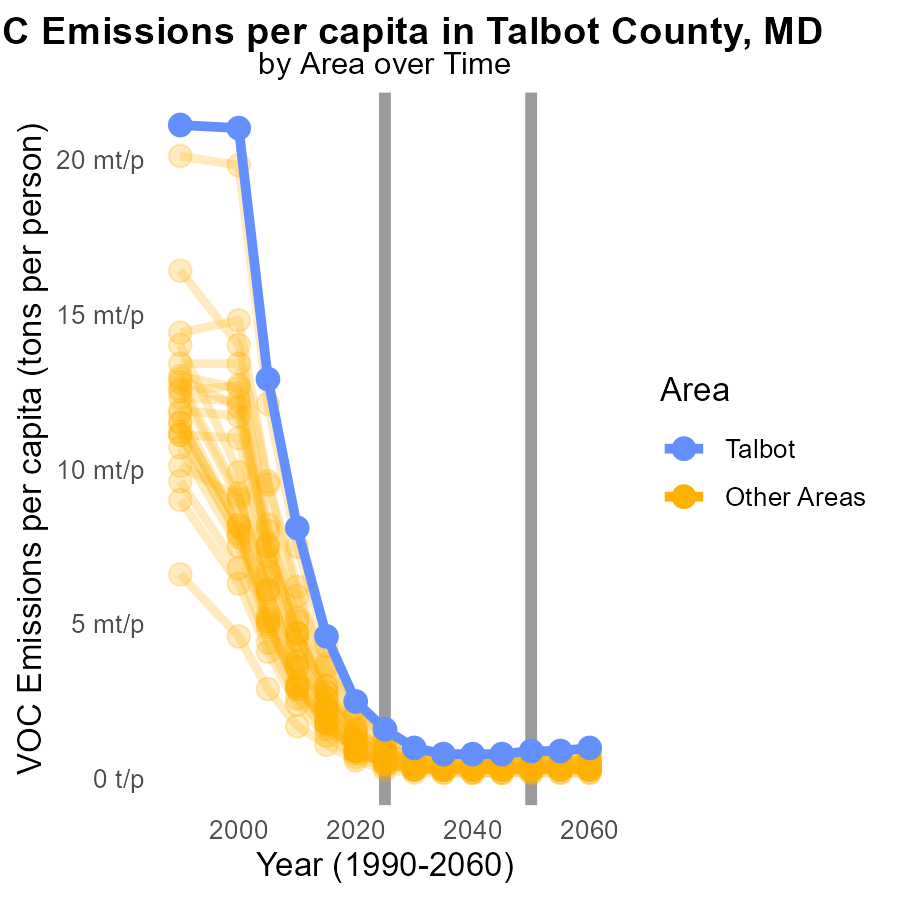 C Emissions per capita in Talbot County, MD
by Area over Time
VOC Emissions per capita (tons per person)
20 mt/p
15 mt/p
10 mt/p
5 mt/p
0 t/p
2000 2020 2040 2060
Year (1990-2060)
Area
Talbot
Other Areas